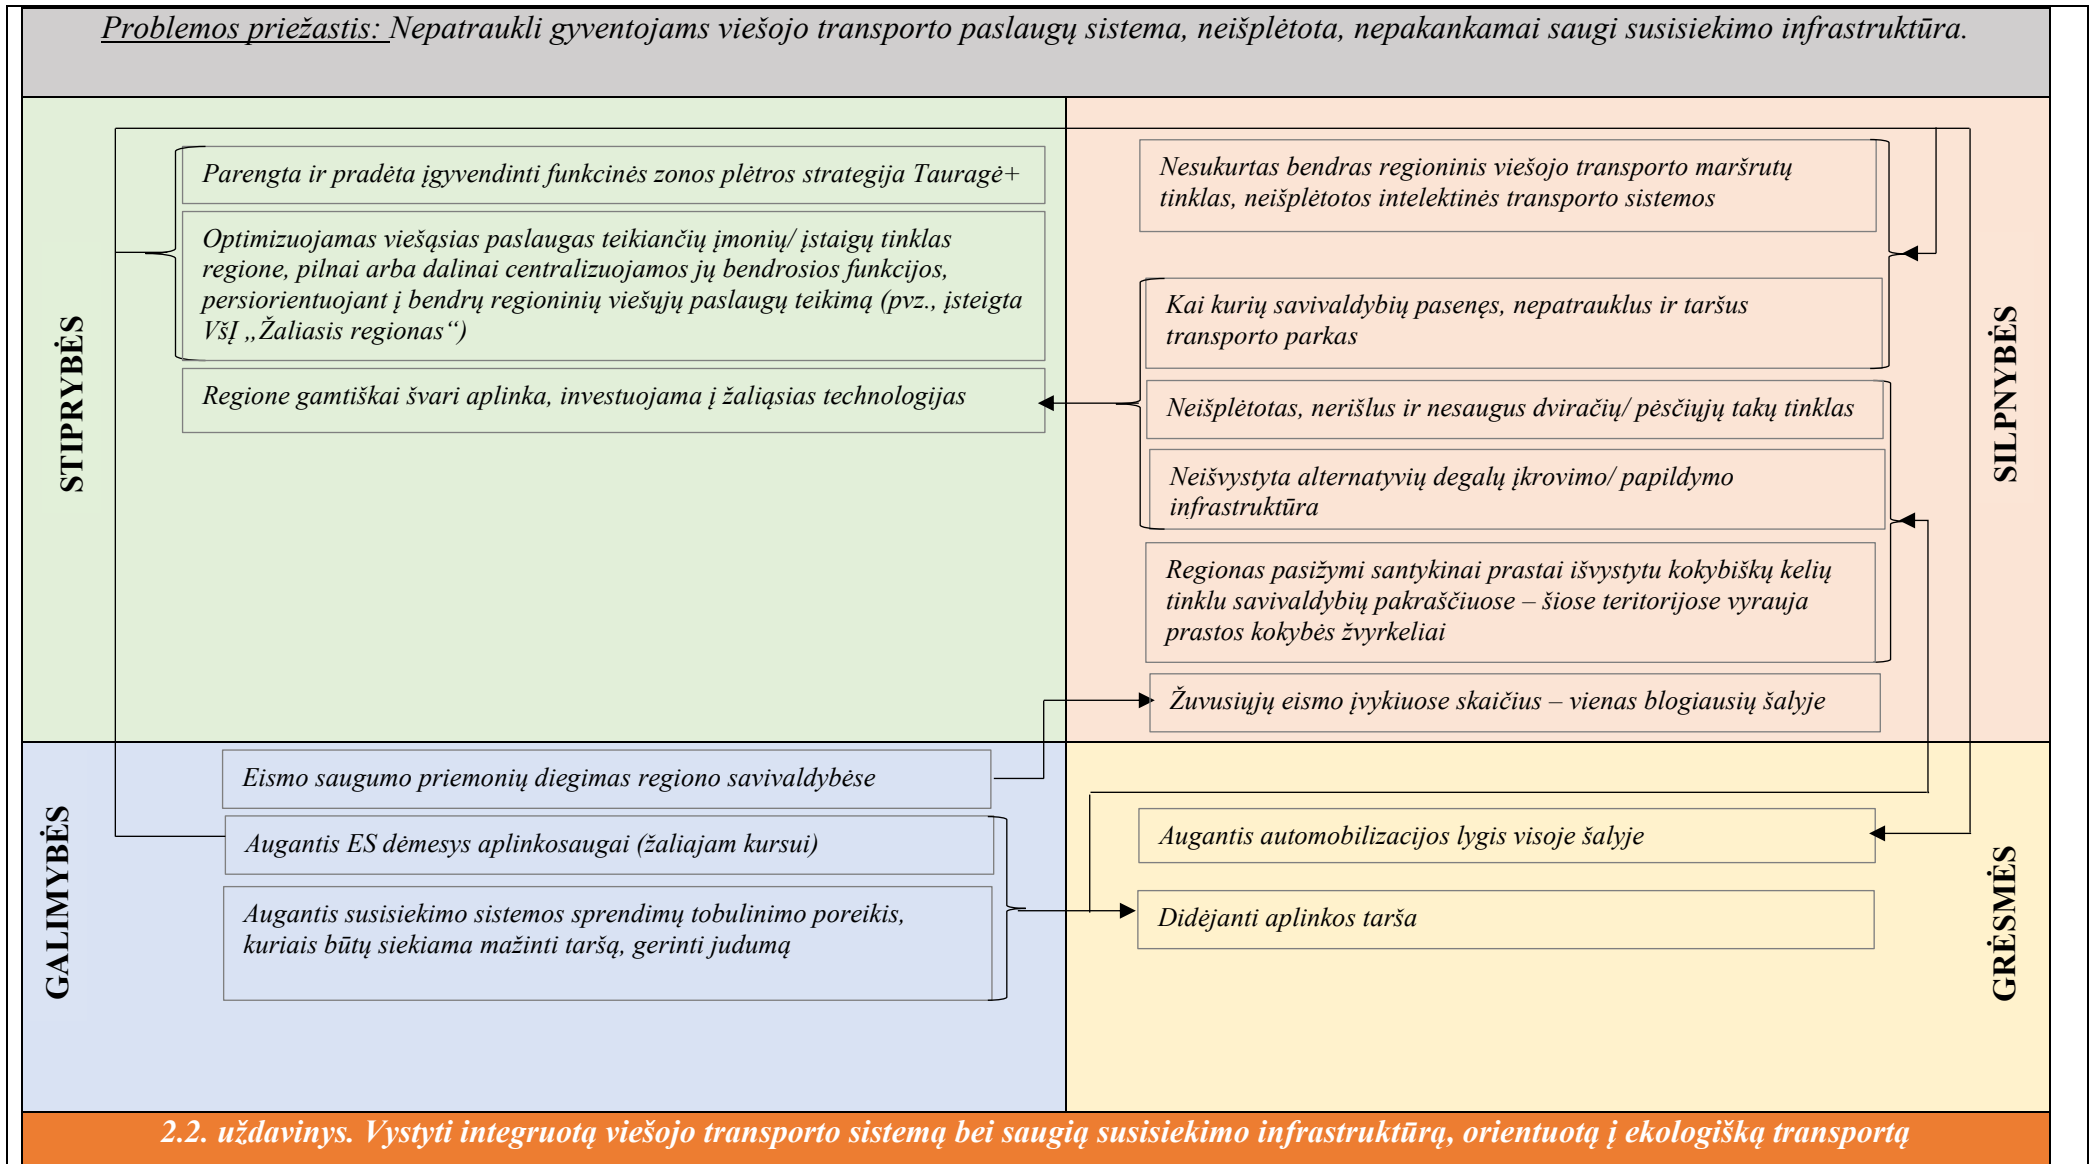 Problemos priežastis: Nepatraukli gyventojams viešojo transporto paslaugų sistema, neišplėtota, nepakankamai saugi susisiekimo infrastruktūra.
STIPRYBĖS
Parengta ir pradėta įgyvendinti funkcinės zonos plėtros strategija Tauragė+
Optimizuojamas viešąsias paslaugas teikiančių įmonių/ įstaigų tinklas
regione, pilnai arba dalinai centralizuojamos jų bendrosios funkcijos,
persiorientuojant į bendrų regioninių viešųjų paslaugų teikimą (pvz., įsteigta
VšĮ „Žaliasis regionas“)
Regione gamtiškai švari aplinka, investuojama į žaliąsias technologijas
SILPNYBĖS
Nesukurtas bendras regioninis viešojo transporto maršrutų
tinklas, neišplėtotos intelektinės transporto sistemos
Kai kurių savivaldybių pasenęs, nepatrauklus ir taršus
transporto parkas
Neišplėtotas, nerišlus ir nesaugus dviračių/ pėsčiųjų takų tinklas
Neišvystyta alternatyvių degalų įkrovimo/ papildymo
infrastruktūra
Regionas pasižymi santykinai prastai išvystytu kokybiškų kelių
tinklu savivaldybių pakraščiuose – šiose teritorijose vyrauja
prastos kokybės žvyrkeliai
Žuvusiųjų eismo įvykiuose skaičius – vienas blogiausių šalyje
GALIMYBĖS
Eismo saugumo priemonių diegimas regiono savivaldybėse
Augantis ES dėmesys aplinkosaugai (žaliajam kursui)
Augantis susisiekimo sistemos sprendimų tobulinimo poreikis,
kuriais būtų siekiama mažinti taršą, gerinti judumą
GRĖSMĖS
Augantis automobilizacijos lygis visoje šalyje
Didėjanti aplinkos tarša
2.2. uždavinys. Vystyti integruotą viešojo transporto sistemą bei saugią susisiekimo infrastruktūrą, orientuotą į ekologišką transportą